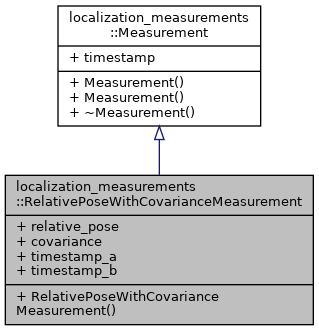 localization_measurements
::Measurement
+ timestamp
+ Measurement()
+ Measurement()
+ ~Measurement()
localization_measurements
::RelativePoseWithCovarianceMeasurement
+ relative_pose
+ covariance
+ timestamp_a
+ timestamp_b
+ RelativePoseWithCovariance
Measurement()